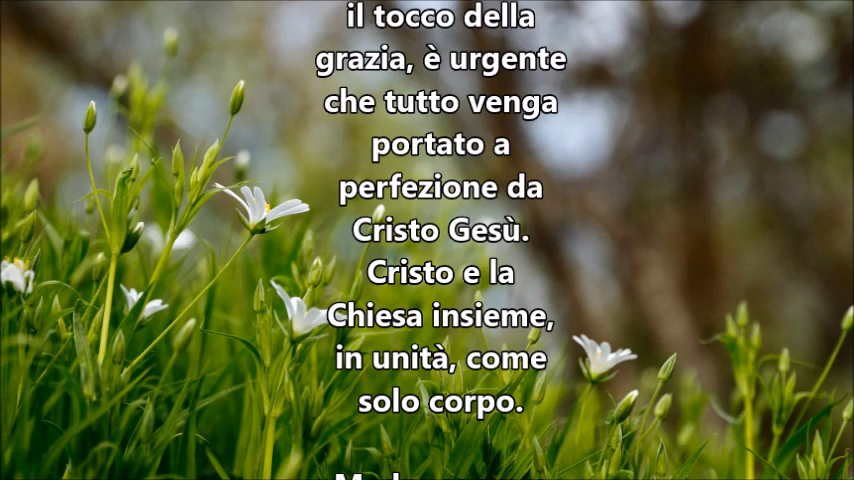 il tocco della
grazia, è urgente
che tutto venga
portato a
perfezione da
Cristo Gesù.
Cristo e la
Chiesa insieme,
in unità, come
solo corpo.